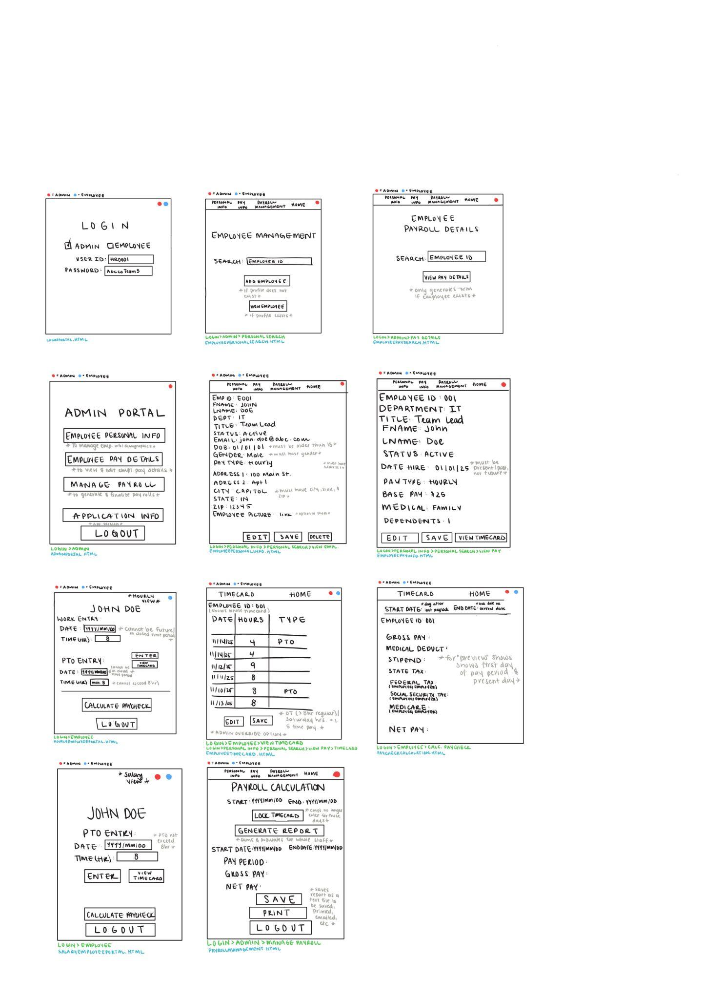 = ADMIN = EMPLOYEE
LOGIN
ADMIN EMPLOYEE
USER ID: HR0001
PASSWORD: AbccoTeam3
LOGINPORTAL.HTML
= ADMIN = EMPLOYEE
PERSONAL INFO PAY INFO PAYROLL MANAGEMENT HOME
EMPLOYEE MANAGEMENT
SEARCH: EMPLOYEE ID
ADD EMPLOYEE
*if profile does not
exist*
VIEW EMPLOYEE
* if profile exists*
LOGIN>ADMIN>PERSONAL SEARCH
EMPLOYEEPERSONALSEARCH.HTML
= ADMIN = EMPLOYEE
PERSONAL INFO PAY INFO PAYROLL MANAGEMENT HOME
EMPLOYEE
PAYROLL DETAILS
SEARCH: EMPLOYEE ID
VIEW PAY DETAILS
*only generates
if employee exists*
LOGIN>ADMIN>PAY DETAILS
EMPLOYEEPAYSEARCH.HTML
= ADMIN = EMPLOYEE
ADMIN PORTAL
EMPLOYEE PERSONAL INFO
*TO manage emp. info/demographics*
EMPLOYEE PAY DETAILS
*to view & edit empl pay details*
MANAGE PAYROLL
*to generate & finalize payrolls*
APPLICATION INFO
*App version*
LOGOUT
LOGIN>ADMIN
ADMINPORTAL.HTML
= ADMIN = EMPLOYEE
PERSONAL INFO PAY INFO PAYROLL MANAGEMENT HOME
EMP ID: E001
FNAME: JOHN
LNAME: DOE
DEPT: IT
TITLE: Team Lead
STATUS: Active
EMAIL: john.doe@abc.com
DOB: 01/01/01 *must be older than 18*
GENDER: Male *must have gender*
PAY TYPE: Hourly *must have Address 1*
ADDRESS 1: 100 Main St.
ADRESS 2: Apt 1
CITY: CAPITOL *must have city, state, &
STATE: IN ZIP*
ZIP: 12345
EMPLOYEE PICTURE: link *optional photo*
EDIT SAVE DELETE
LOGIN>PERSONAL INFO>PERSONAL SEARCH>VIEW EMPL.
EMPLOYEEPERSONALINFO.HTML
= ADMIN = EMPLOYEE
PERSONAL INFO PAY INFO PAYROLL MANAGEMENT HOME
EMPLOYEE ID: 001
DEPARTMENT: IT
TITLE: Team Lead
FNAME: John
LNAME: Doe
STATUS: ACTIVE
DATE HIRE: 01/01/25 *must be present/past, not future*
PAY TYPE: HOURLY
BASE PAY: $25
MEDICAL: FAMILY
DEPENDENTS: 1
EDIT SAVE VIEW TIMECARD
LOGIN>PERSONAL INFO>PERSONAL SEARCH>VIEW PAY
EMPLOYEEPAYINFO.HTML
= ADMIN = EMPLOYEE
*HOURLY
VIEW*
JOHN DOE
WORK ENTRY:
DATE: YYYY/MM/DD *Cannot be future/
in closed time period
TIME(HR): 8 *
ENTER
PTO ENTRY: VIEW TIMECARD
DATE: YYYY/MM/DD cannot be *in closed* time period
TIME(HR): max. 8 *cannot exceed 8hr)
CALCULATE PAYCHECK
LOGOUT
LOGIN>EMPLOYEE
HOURLYEMPLOYEEPORTAL.HTML
= ADMIN = EMPLOYEE
TIMECARD HOME
EMPLOYEE ID: 001
(shows whole timecard)
DATE HOURS TYPE
11/14/25 4 PTO
11/14/25 4
11/12/25 9
11/11/25 8
11/10/25 8 PTO
11/13/25 8
*OT (>8hr regular)/
Saturday hrs. = 1.
5 time pay.*
EDIT SAVE
*ADMIN OVERRIDE OPTION*
LOGIN>EMPLOYEE>VIEW TIMECARD
LOGIN>PERSONAL INFO>PERSONAL SEARCH>VIEW PAY>TIMECARD
EMPLOYEETIMECARD.HTML
= ADMIN = EMPLOYEE
TIMECARD HOME
START DATE: *day after last paylock END DATE: *lock date or current date
EMPLOYEE ID: 001
GROSS PAY:
MEDICAL DEDUCT:
STIPEND: *for "preview" shows
shows first day
STATE TAX: of pay period &
present day*
FEDERAL TAX:
(EMPLOYEE/EMPLOYER)
SOCIAL SECURITY TAX:
(EMPLOYEE/EMPLOYER)
MEDICARE:
(EMPLOYEE/EMPLOYER)
NET PAY:
LOGIN>EMPLOYEE>CALC. PAYCHECK
PAYCHECKCALCULATION.HTML
= ADMIN = EMPLOYEE
*Salary
view*
JOHN DOE
PTO ENTRY: *PTO not
exceed
8hr*
DATE: YYYY/MM/DD
TIME(HR): 8
ENTER VIEW TIMECARD
CALCULATE PAYCHECK
LOGOUT
LOGIN>EMPLOYEE
SALARYEMPLOYEEPORTAL.HTML
= ADMIN = EMPLOYEE
PERSONAL INFO PAY INFO PAYROLL MANAGEMENT HOME
PAYROLL CALCULATION
START: YYYY/MM/DD END: YYYY/MM/DD
LOCK TIMECARD *empl. no longer enter for those days*
GENERATE REPORT
*sums & populates for whole staff*
START DATE: YYYY/MM/DD END DATE: YYYY/MM/DD
PAY PERIOD:
GROSS PAY:
NET PAY:
*saves
report as a
text file to
be saved,
printed,
emailed,
etc*
SAVE
PRINT
LOGOUT
LOGIN>ADMIN>MANAGE PAYROLL
PAYROLLMANAGEMENT.HTML